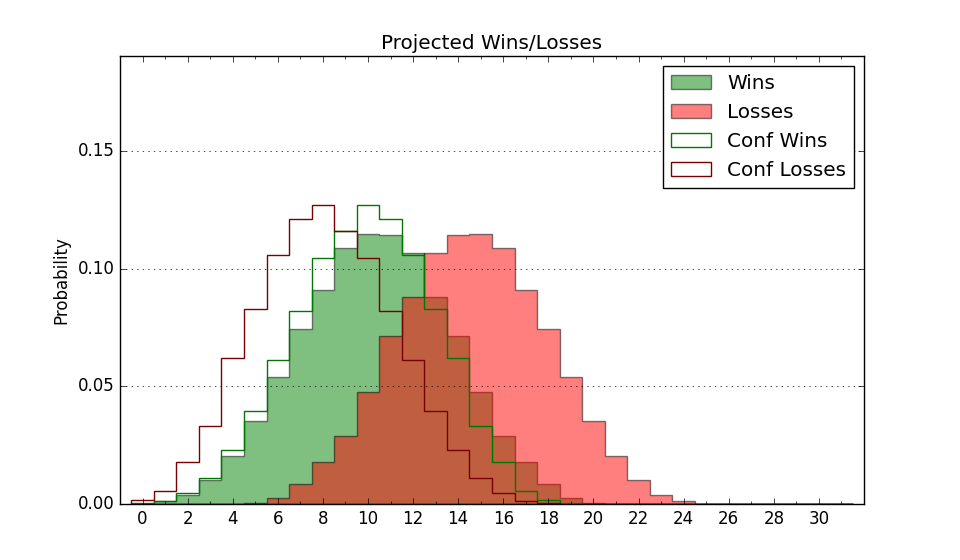 Projected Wins/Losses
Wins
Losses
Conf Wins
Conf Losses
Probability
0.15
0.10
0.05
0.00
0 2 4 6 8 10 12 14 16 18 20 22 24 26 28 30